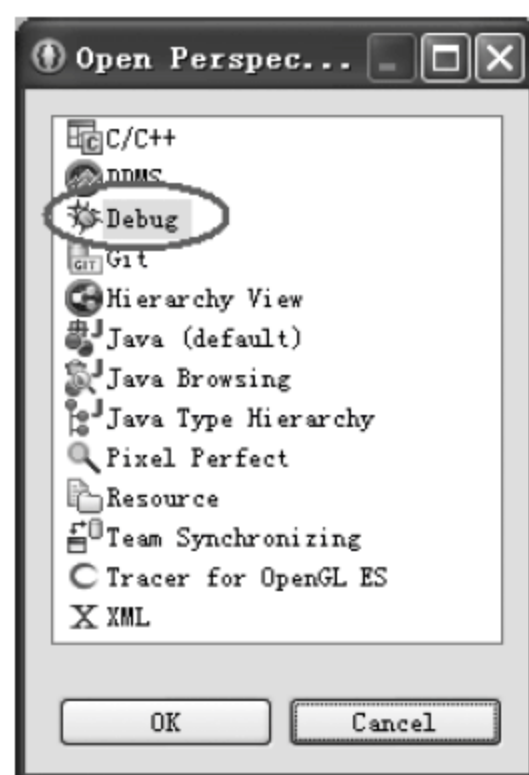 Open Perspec...
C/C++
DDMS
Debug
GIT Git
Hierarchy View
Java (default)
Java Browsing
Java Type Hierarchy
Pixel Perfect
Resource
Team Synchronizing
Tracer for OpenGL ES
X XML
OK
Cancel